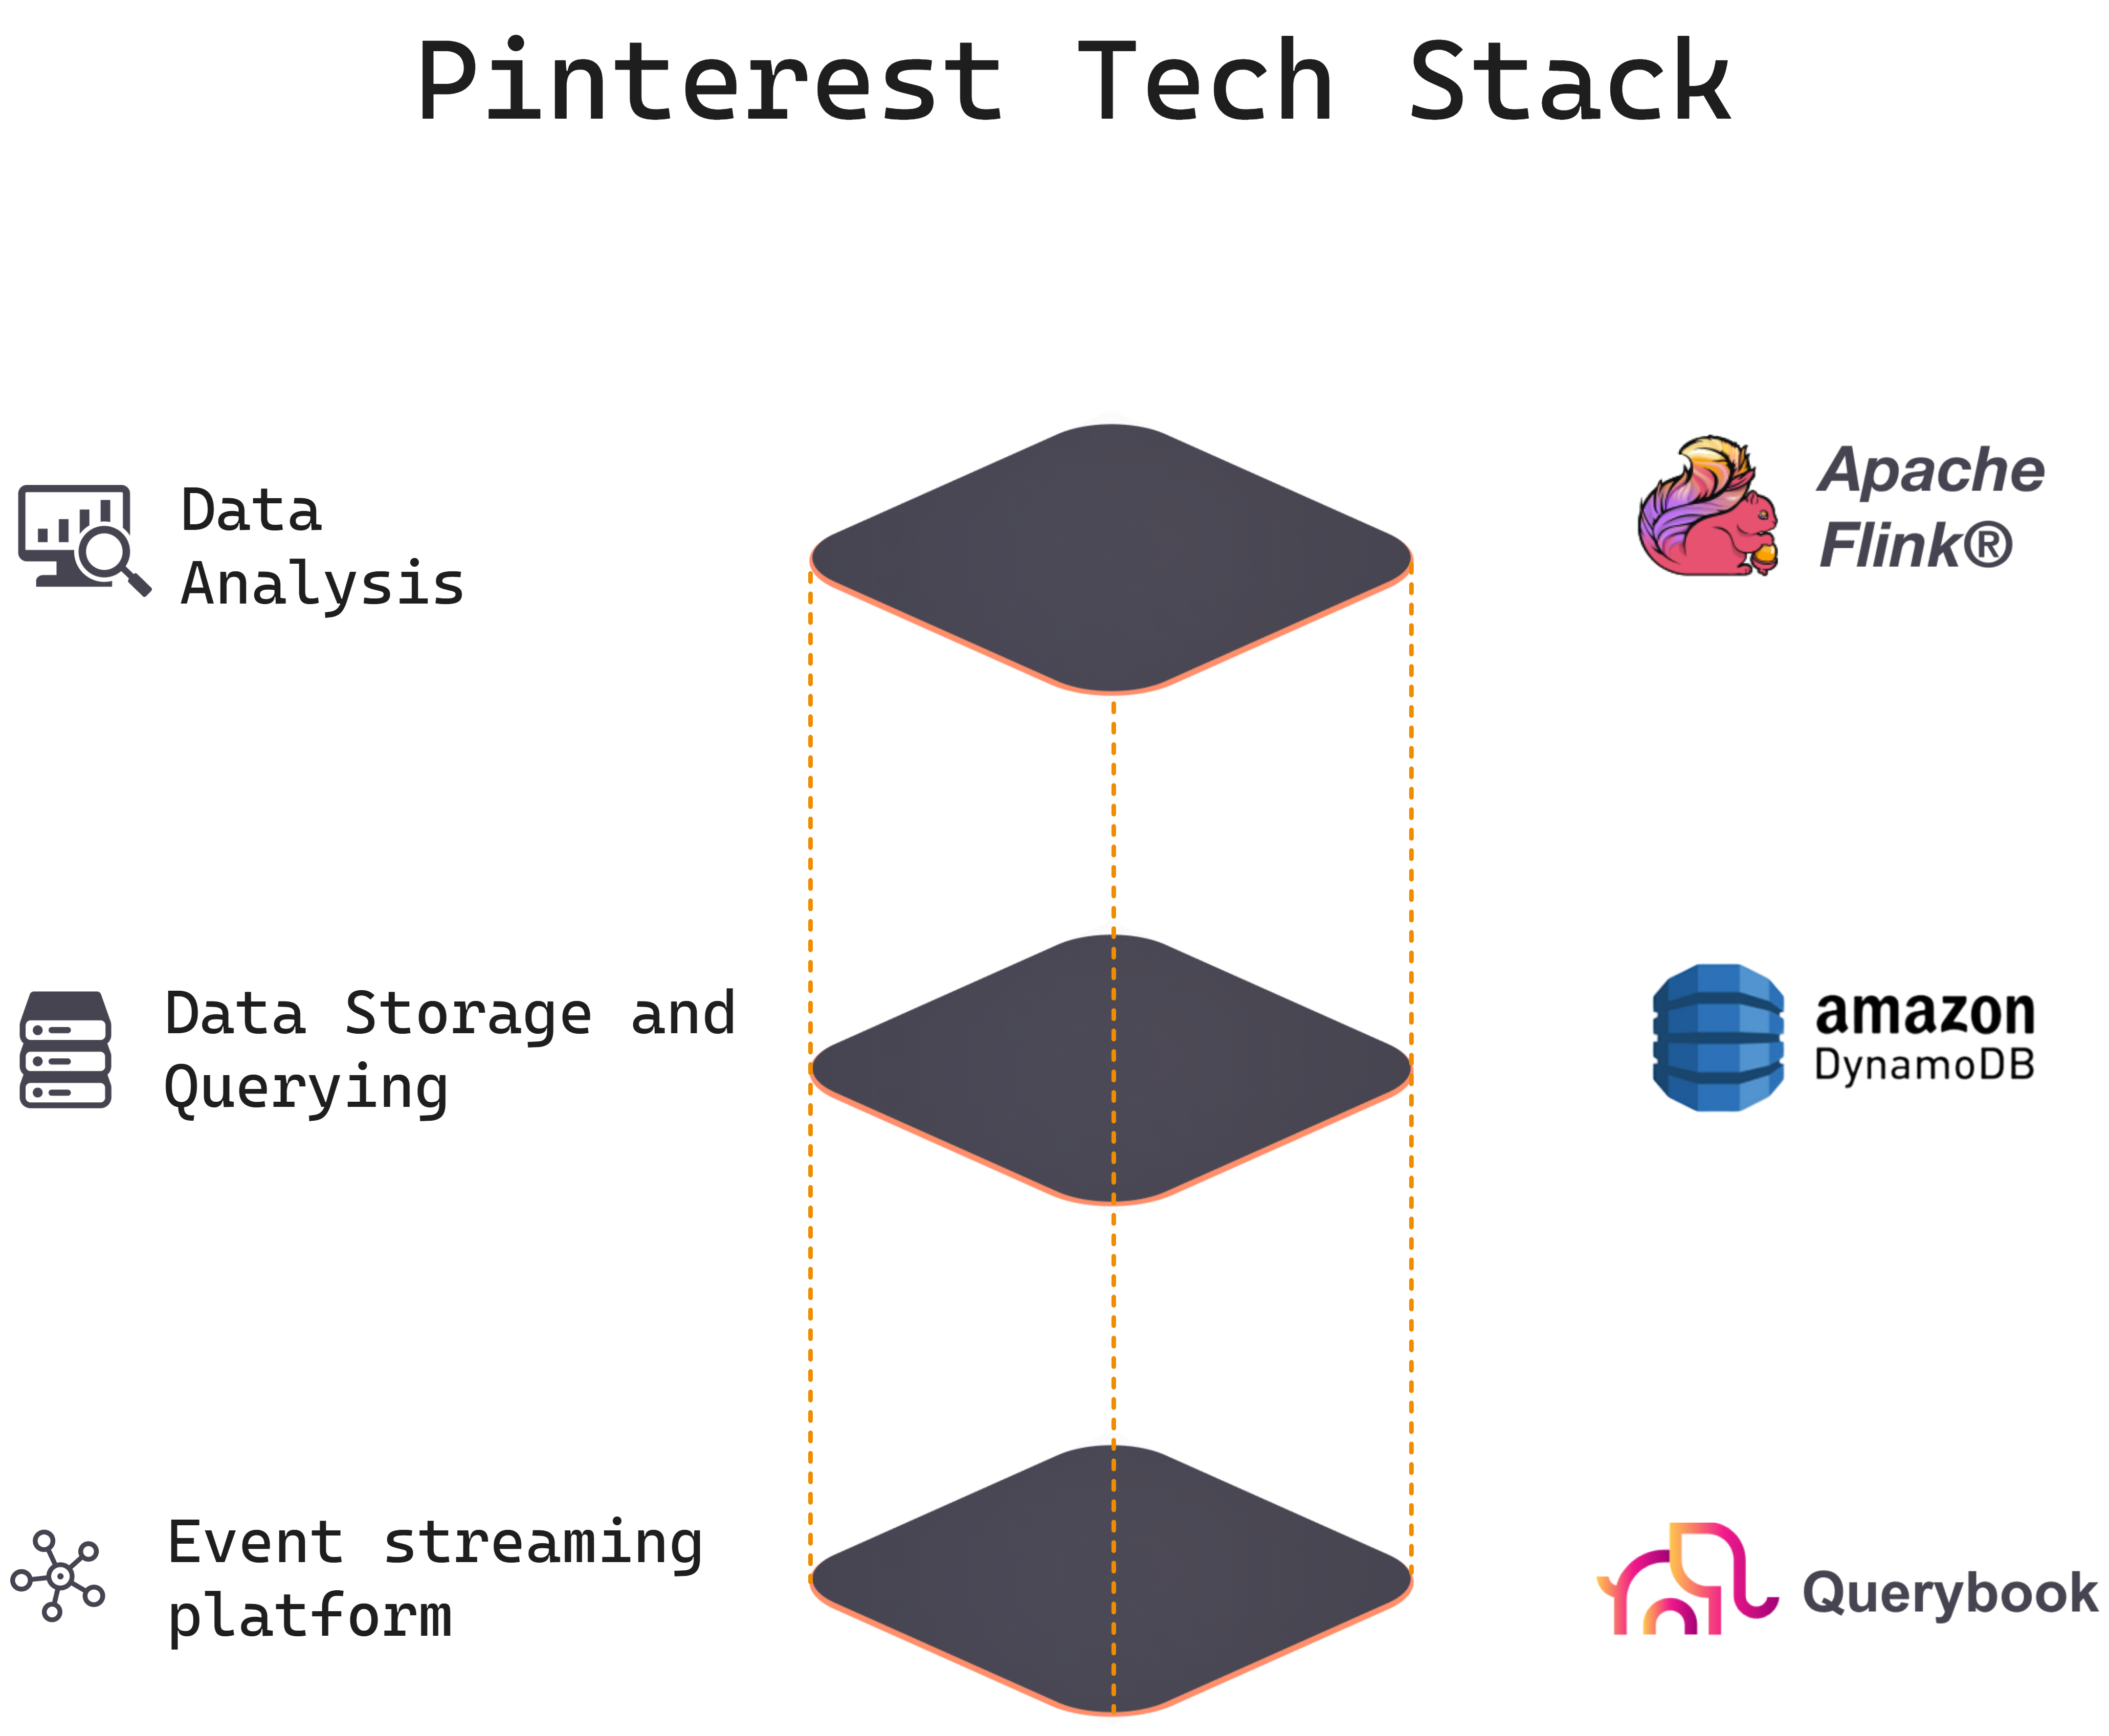 Pinterest Tech Stack
Data
Analysis
Apache
Flink®
Data Storage and
Querying
amazon
DynamoDB
Event streaming
platform
Querybook